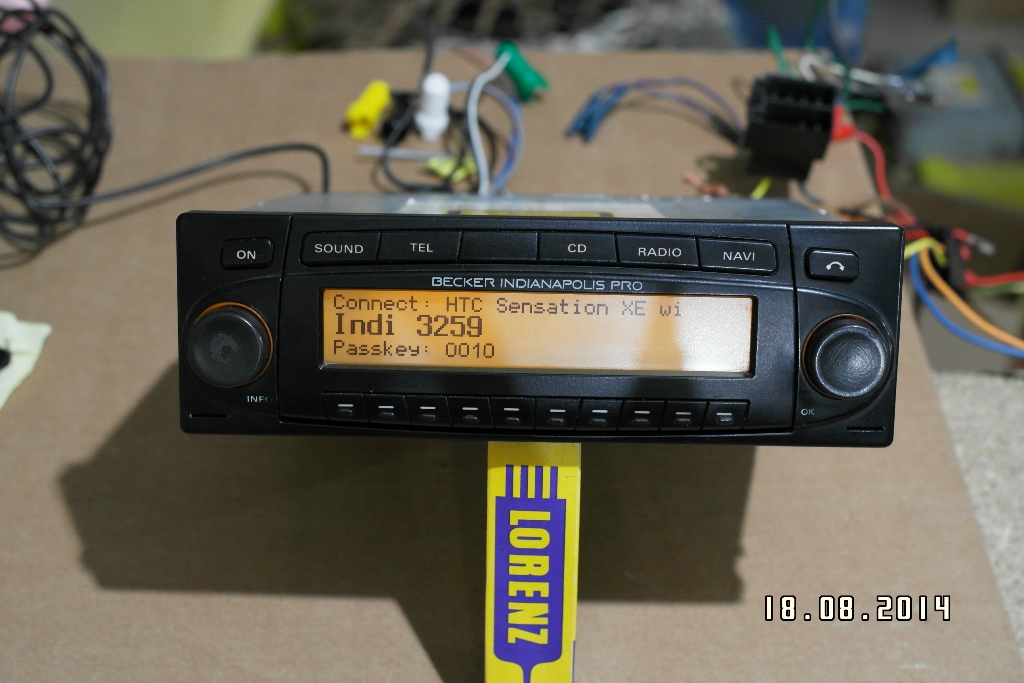 ON
SOUND
TEL
CD
RADIO
NAVI
BECKER INDIANAPOLIS PRO
Connect: HTC Sensation XE wi
Indi 3259
Passkey: 0010
INFO
OK
LORENZ
18.08.2014